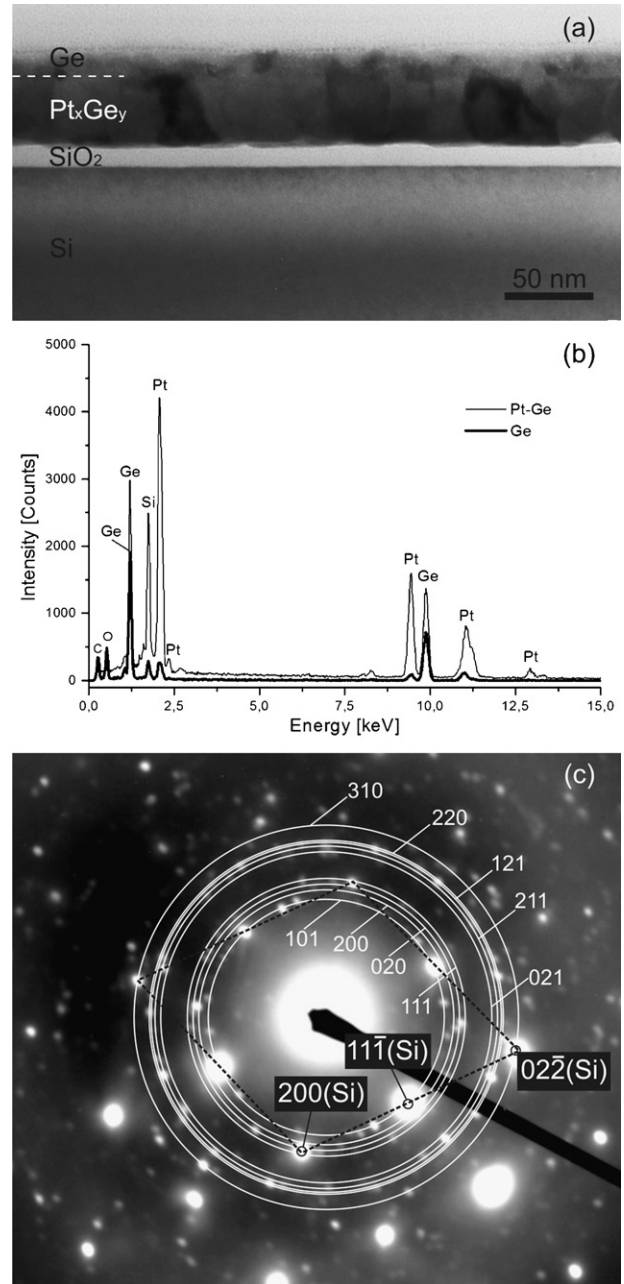 (a)
Ge
PtxGey
SiO2
Si
50 nm
(b)
5000
4000
3000
2000
1000
0
Intensity [Counts]
Pt
Ge
Si
Ge
O
C
Pt
Pt
Ge
Pt
Pt
Pt-Ge
Ge
0,0 2,5 5,0 7,5 10,0 12,5 15,0
Energy [keV]
(c)
310
220
121
211
101
200
020
111
021
111̄(Si)
022̄(Si)
200(Si)